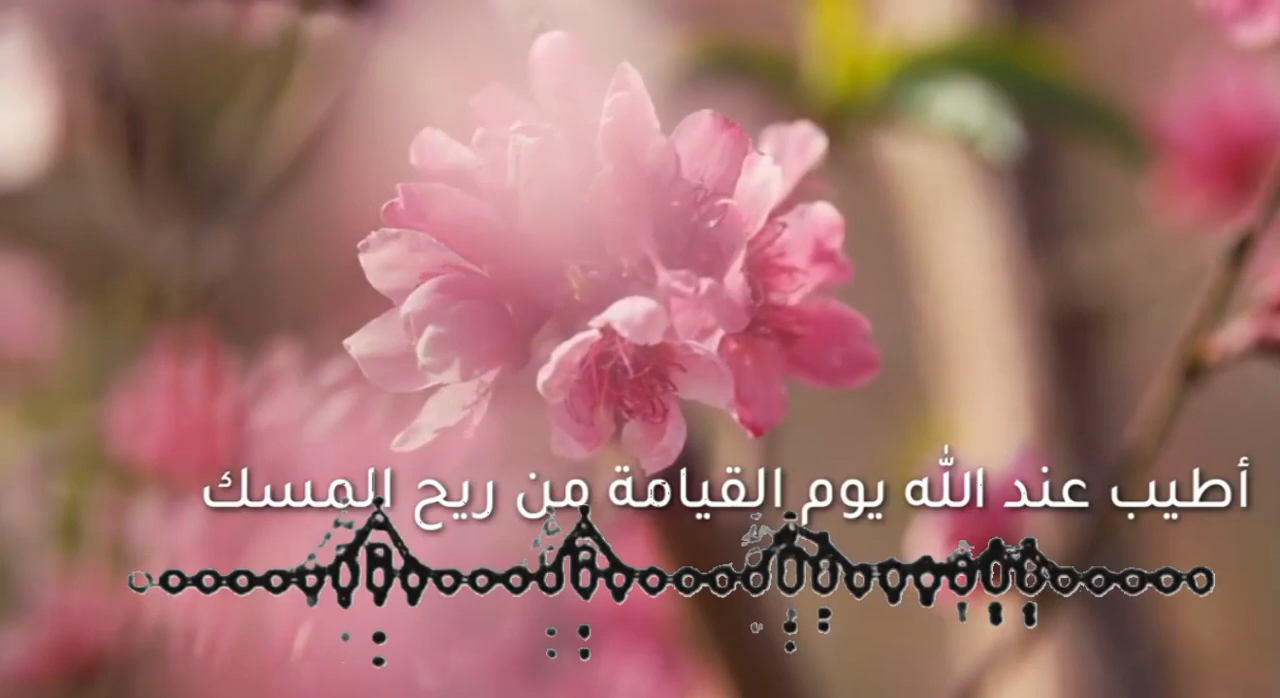 أطيب عند الله يوم القيامة من ريح المسك